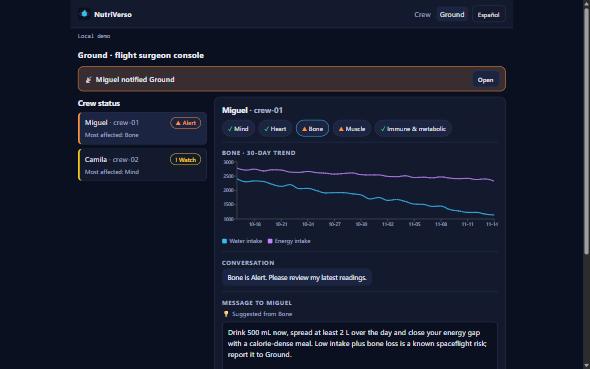 NutriVerso
Crew Ground Español
Local demo
Ground · flight surgeon console
Miguel notified Ground
Open
Crew status
Miguel · crew-01
Alert
Most affected: Bone
Camila · crew-02
! Watch
Most affected: Mind
Miguel · crew-01
✓ Mind ✓ Heart ▲ Bone ▲ Muscle ✓ Immune & metabolic
BONE · 30-DAY TREND
3000
2500
2000
1500
1000
10-18 10-21 10-24 10-27 10-30 11-02 11-05 11-08 11-11 11-14
Water intake Energy intake
CONVERSATION
Bone is Alert. Please review my latest readings.
MESSAGE TO MIGUEL
Suggested from Bone
Drink 500 mL now, spread at least 2 L over the day and close your energy gap
with a calorie-dense meal. Low intake plus bone loss is a known spaceflight risk;
report it to Ground.